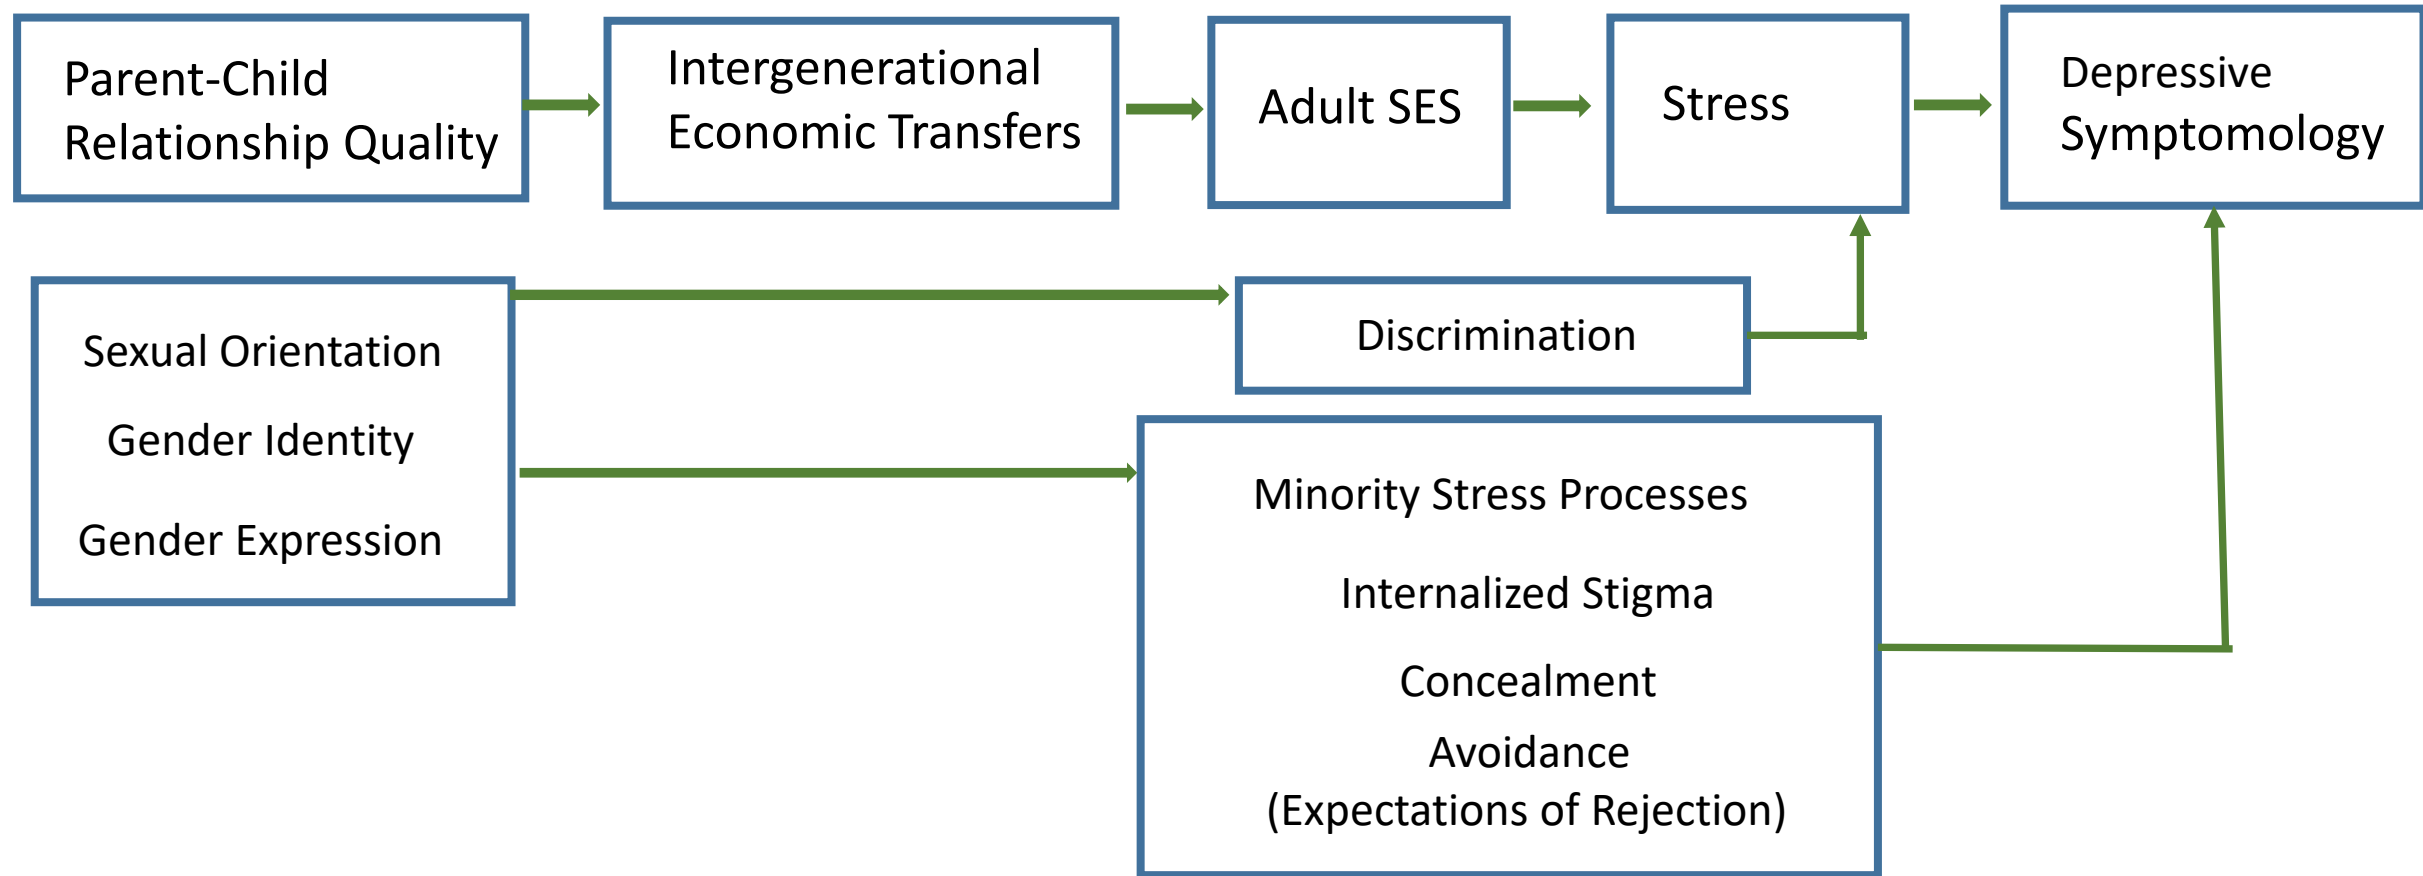 Parent-Child
Relationship Quality
Intergenerational
Economic Transfers
Adult SES
Stress
Depressive
Symptomology
Sexual Orientation
Gender Identity
Gender Expression
Discrimination
Minority Stress Processes
Internalized Stigma
Concealment
Avoidance
(Expectations of Rejection)